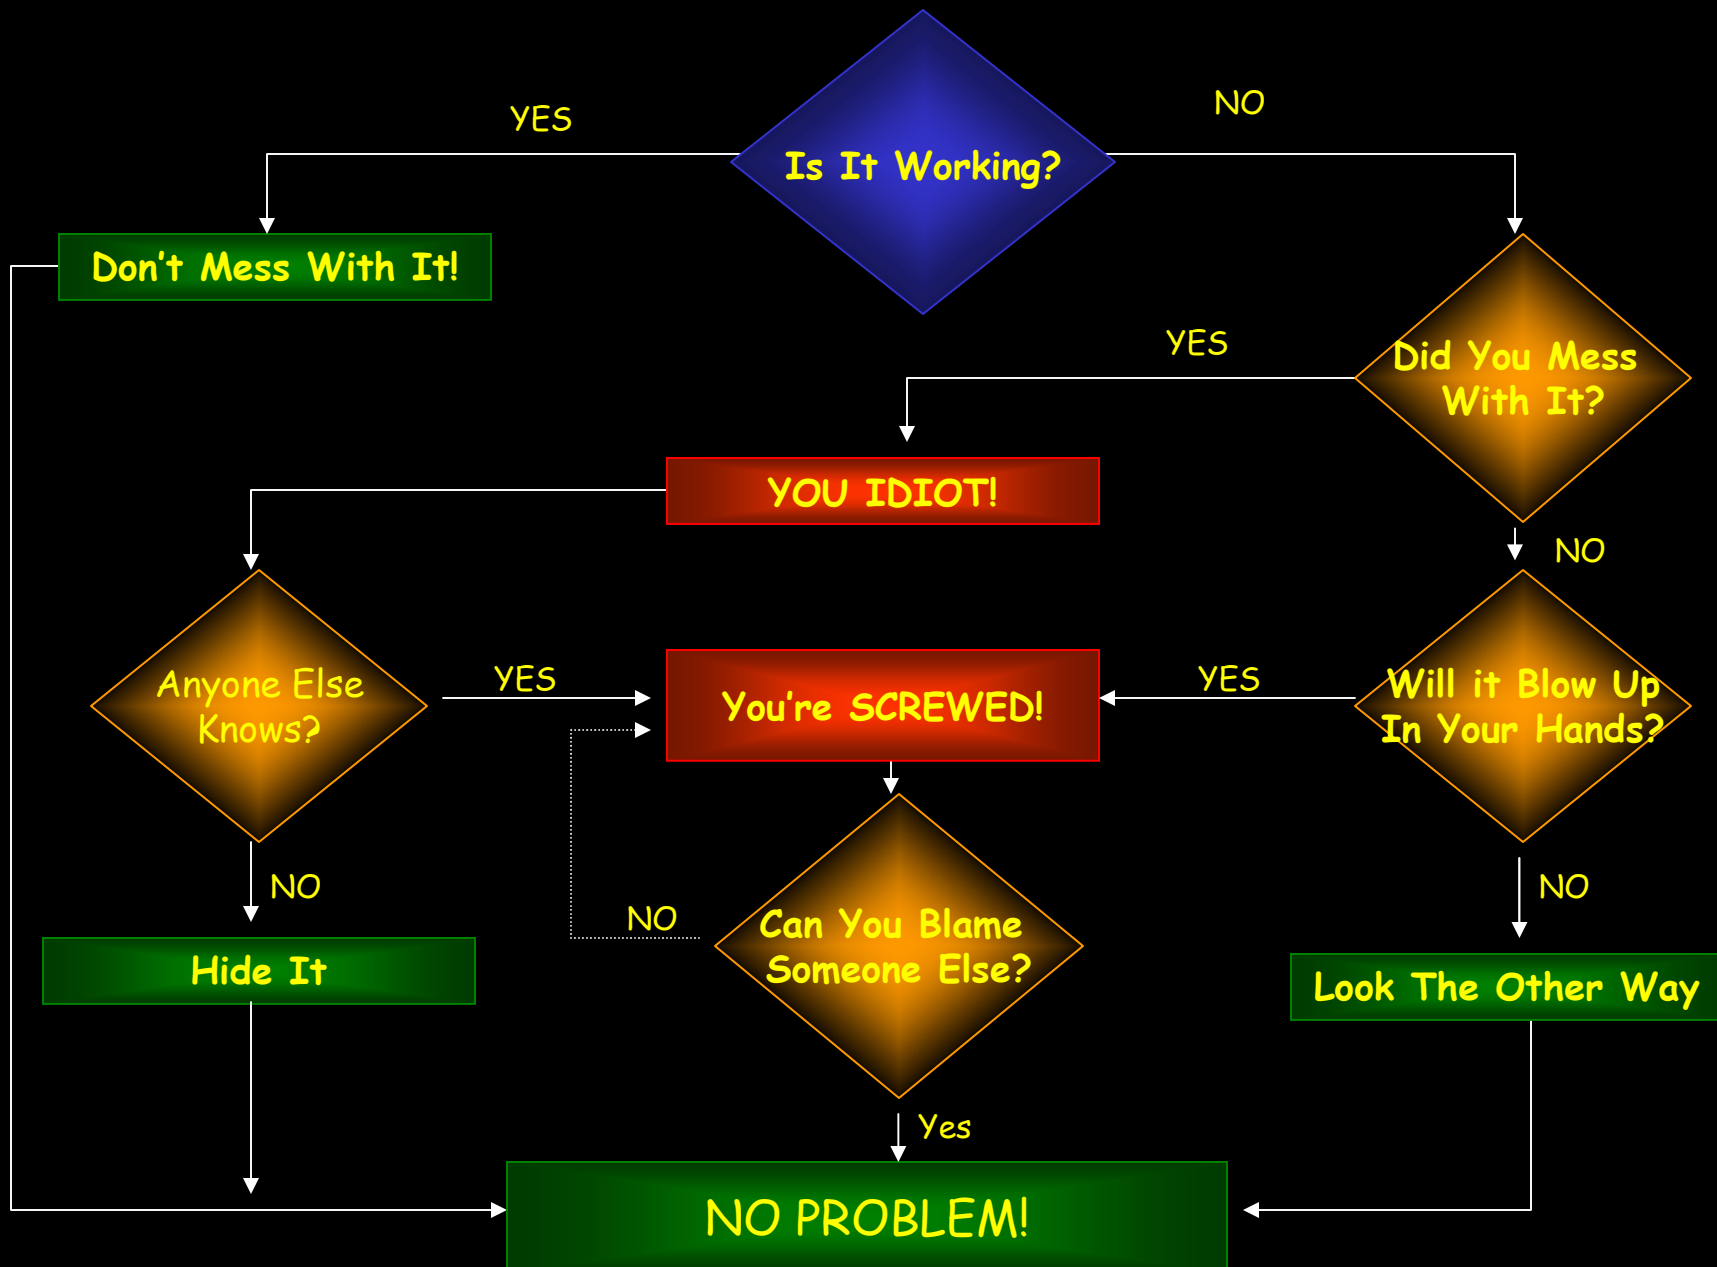 YES
NO
Is It Working?
Don't Mess With It!
YES
Did You Mess
With It?
YOU IDIOT!
NO
Anyone Else
Knows?
YES
You're SCREWED!
YES
Will it Blow Up
In Your Hands?
NO
Hide It
NO
Can You Blame
Someone Else?
NO
Look The Other Way
Yes
NO PROBLEM!